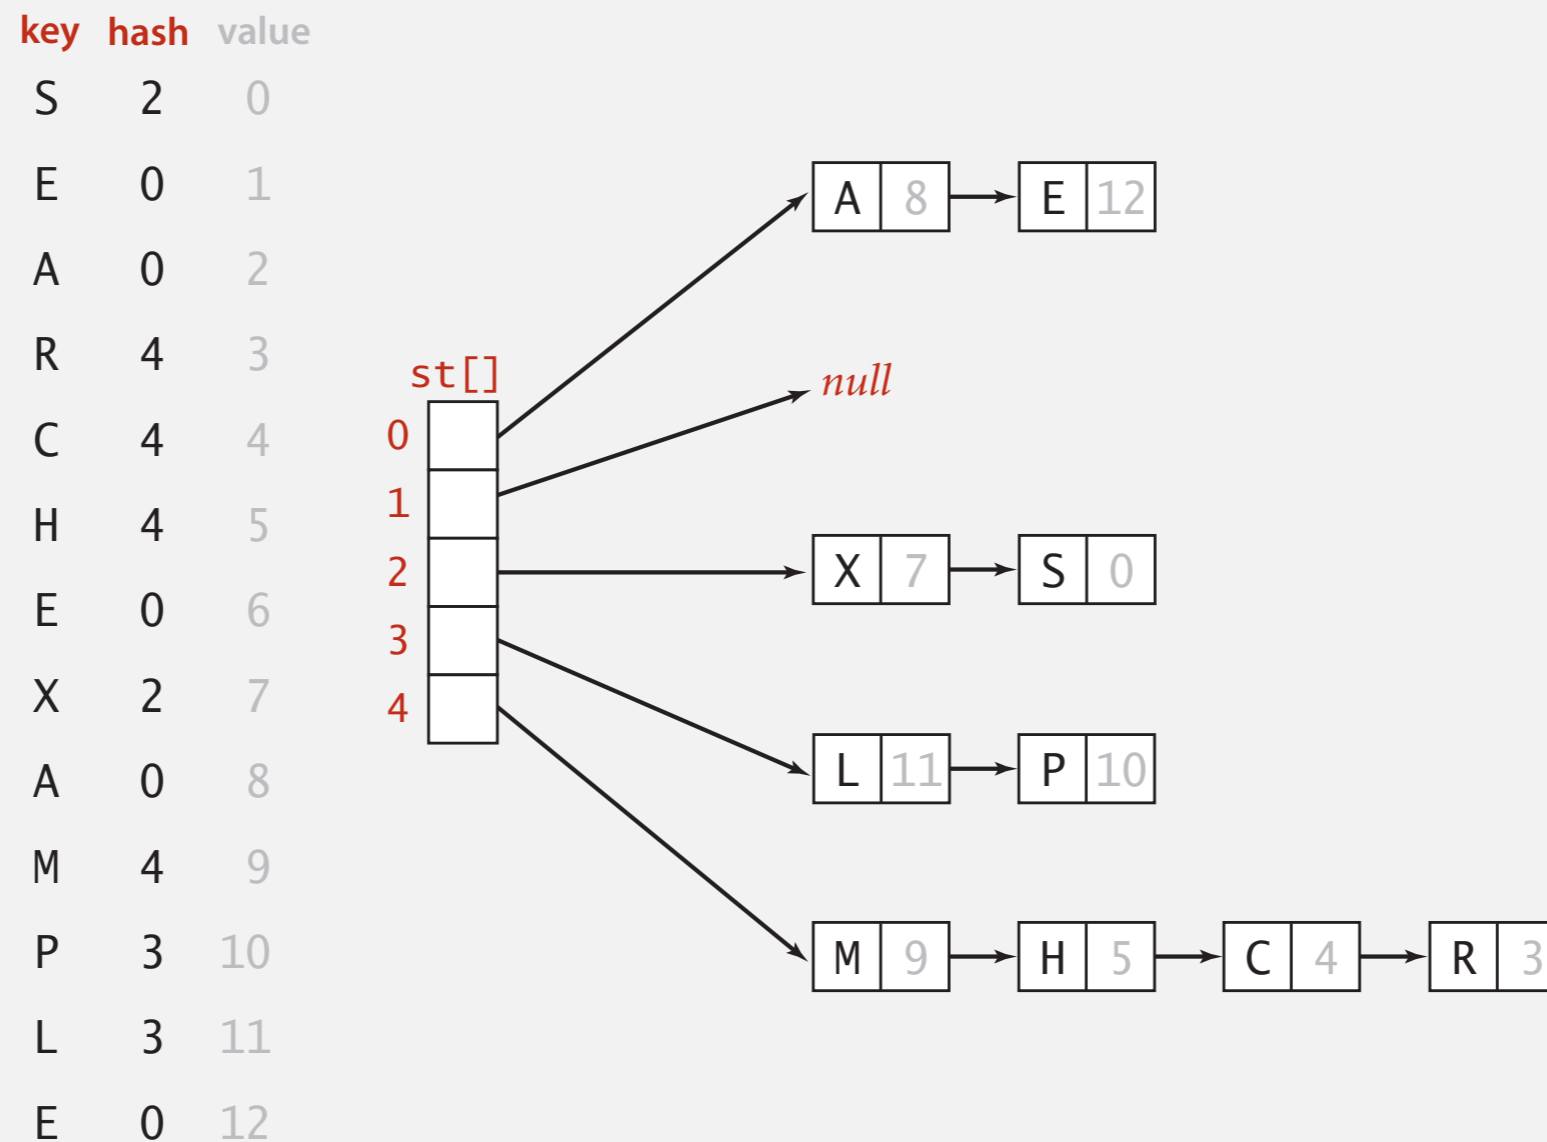 key hash value
S 2 0
E 0 1
A 0 2
R 4 3
C 4 4
H 4 5
E 0 6
X 2 7
A 0 8
M 4 9
P 3 10
L 3 11
E 0 12
st[]
0
1
2
3
4
A 8 E 12
null
X 7 S 0
L 11 P 10
M 9 H 5 C 4 R 3